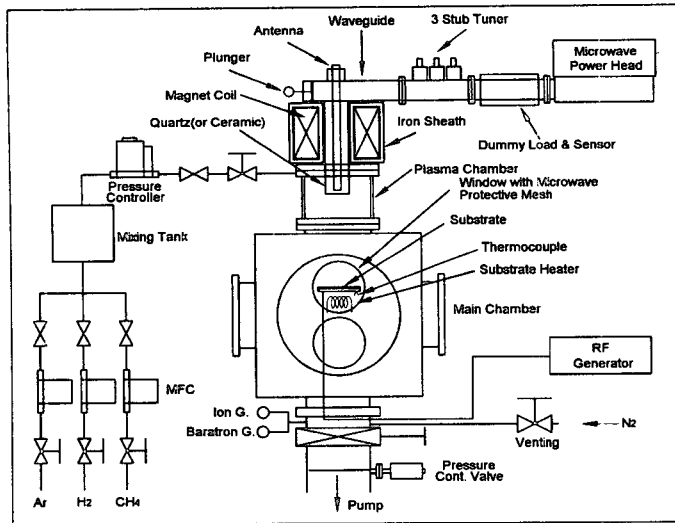 3 Stub Tuner
Waveguide
Antenna
Microwave
Power Head
Plunger
Magnet Coil
Quartz(or Ceramic)
Iron Sheath
Dummy Load & Sensor
Plasma Chamber
Window with Microwave
Protective Mesh
Pressure
Controller
Substrate
Mixing Tank
Thermocouple
Substrate Heater
Main Chamber
RF
Generator
MFC
Ion G.
Baratron G.
N2
Venting
Pressure
Cont. Valve
Ar
H2
CH4
Pump